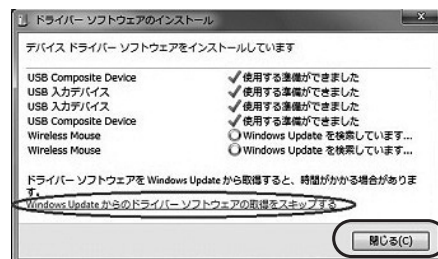 ドライバー ソフトウェアのインストール
デバイス ドライバー ソフトウェアをインストールしています
USB Composite Device ✓使用する準備ができました
USB 入力デバイス ✓使用する準備ができました
USB 入力デバイス ✓使用する準備ができました
USB Composite Device ✓使用する準備ができました
Wireless Mouse Windows Update を検索しています...
Wireless Mouse Windows Update を検索しています...
ドライバー ソフトウェアを Windows Update から取得すると、時間がかかる場合がありま
す。
Windows Update からのドライバー ソフトウェアの取得をスキップする
閉じる(C)